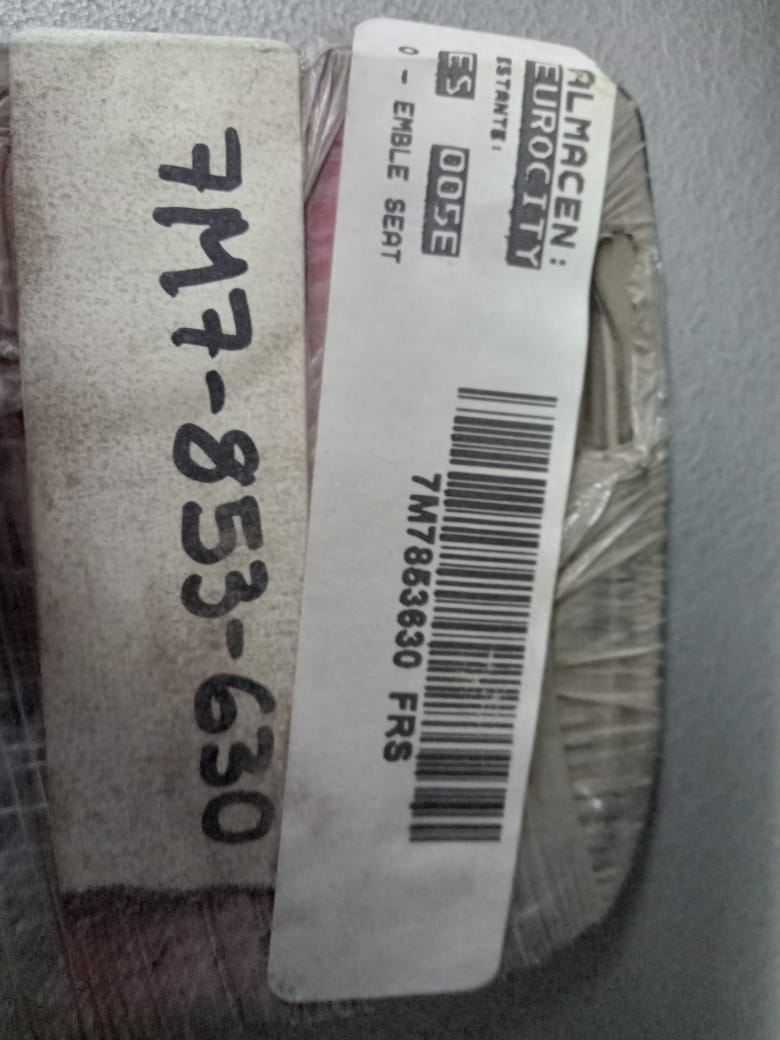 ALMACEN:
EUROCITY
ESTANTE:
ES 005E
0 - EMBLE SEAT
7M7853630 FRS
7M7-853-630